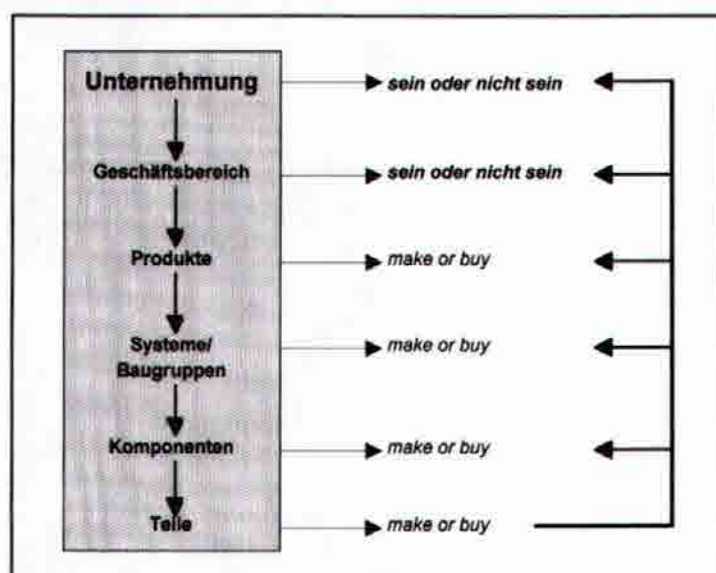 Unternehmung sein oder nicht sein
Geschäftsbereich sein oder nicht sein
Produkte make or buy
Systeme/
Baugruppen make or buy
Komponenten make or buy
Teile make or buy